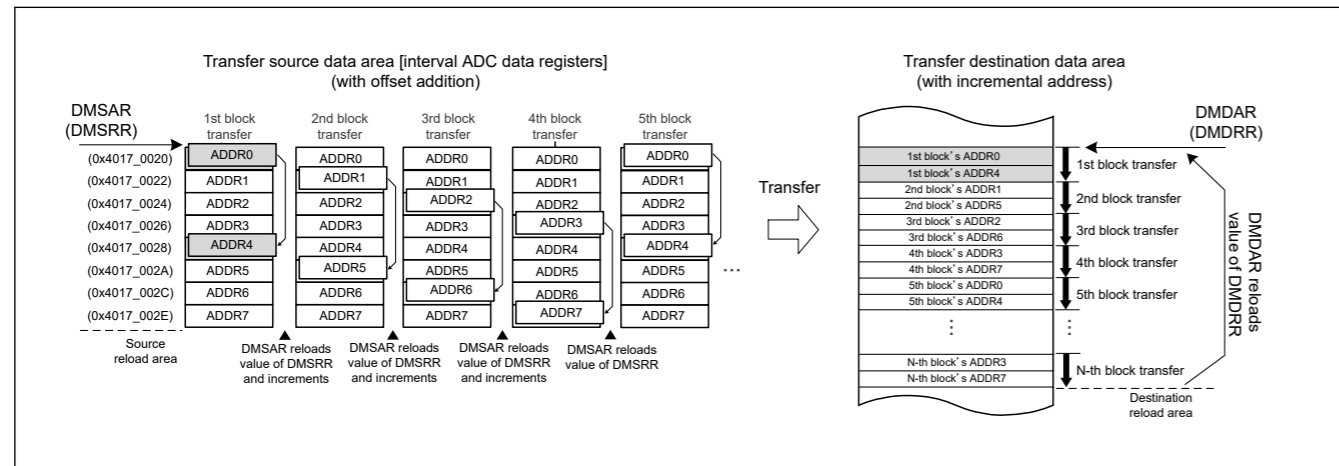 Transfer source data area [interval ADC data registers]
(with offset addition)
DMSAR
(DMSRR)
1st block
transfer
2nd block
transfer
3rd block
transfer
4th block
transfer
5th block
transfer
(0x4017_0020)
(0x4017_0022)
(0x4017_0024)
(0x4017_0026)
(0x4017_0028)
(0x4017_002A)
(0x4017_002C)
(0x4017_002E)
Source
reload area
ADDR0
ADDR1
ADDR2
ADDR3
ADDR4
ADDR5
ADDR6
ADDR7
ADDR0
ADDR1
ADDR2
ADDR3
ADDR4
ADDR5
ADDR6
ADDR7
ADDR0
ADDR1
ADDR2
ADDR3
ADDR4
ADDR5
ADDR6
ADDR7
ADDR0
ADDR1
ADDR2
ADDR3
ADDR4
ADDR5
ADDR6
ADDR7
ADDR0
ADDR1
ADDR2
ADDR3
ADDR4
ADDR5
ADDR6
ADDR7
...
DMSAR reloads
value of DMSRR
and increments
DMSAR reloads
value of DMSRR
and increments
DMSAR reloads
value of DMSRR
and increments
DMSAR reloads
value of DMSRR
Transfer
Transfer destination data area
(with incremental address)
DMDAR
(DMDRR)
1st block's ADDR0
1st block's ADDR4
2nd block's ADDR1
2nd block's ADDR5
3rd block's ADDR2
3rd block's ADDR6
4th block's ADDR3
4th block's ADDR7
5th block's ADDR0
5th block's ADDR4
⋮
N-th block's ADDR3
N-th block's ADDR7
1st block transfer
2nd block transfer
3rd block transfer
4th block transfer
5th block transfer
⋮
N-th block transfer
Destination
reload area
DMDAR reloads
value of DMDRR